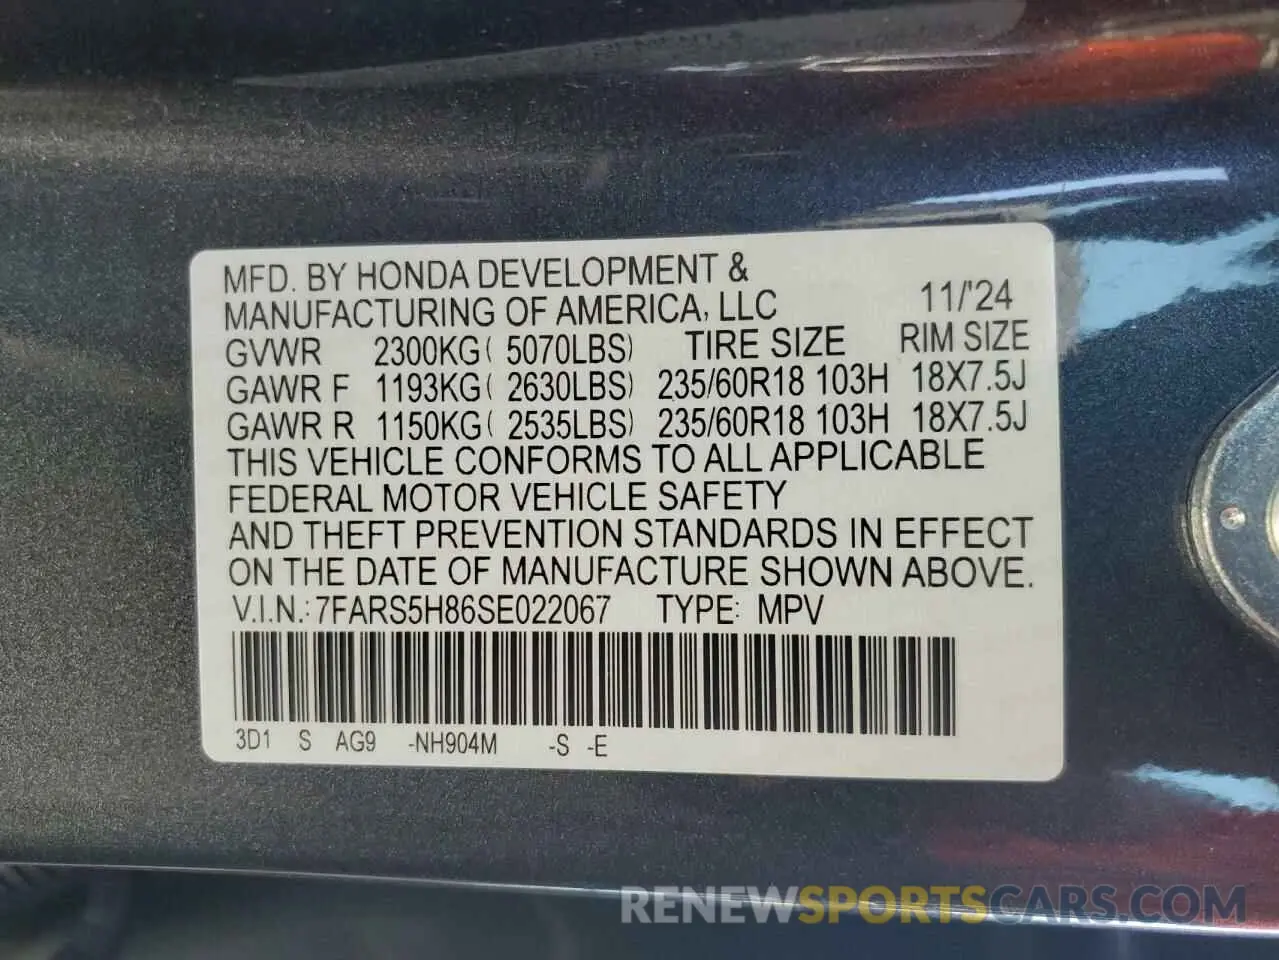 MFD. BY HONDA DEVELOPMENT &
MANUFACTURING OF AMERICA, LLC 11/'24
GVWR 2300KG( 5070LBS) TIRE SIZE RIM SIZE
GAWR F 1193KG( 2630LBS) 235/60R18 103H 18X7.5J
GAWR R 1150KG( 2535LBS) 235/60R18 103H 18X7.5J
THIS VEHICLE CONFORMS TO ALL APPLICABLE
FEDERAL MOTOR VEHICLE SAFETY
AND THEFT PREVENTION STANDARDS IN EFFECT
ON THE DATE OF MANUFACTURE SHOWN ABOVE.
V.I.N.: 7FARS5H86SE022067 TYPE: MPV
3D1 S AG9 -NH904M -S -E
RENEWSPORTSCARS.COM